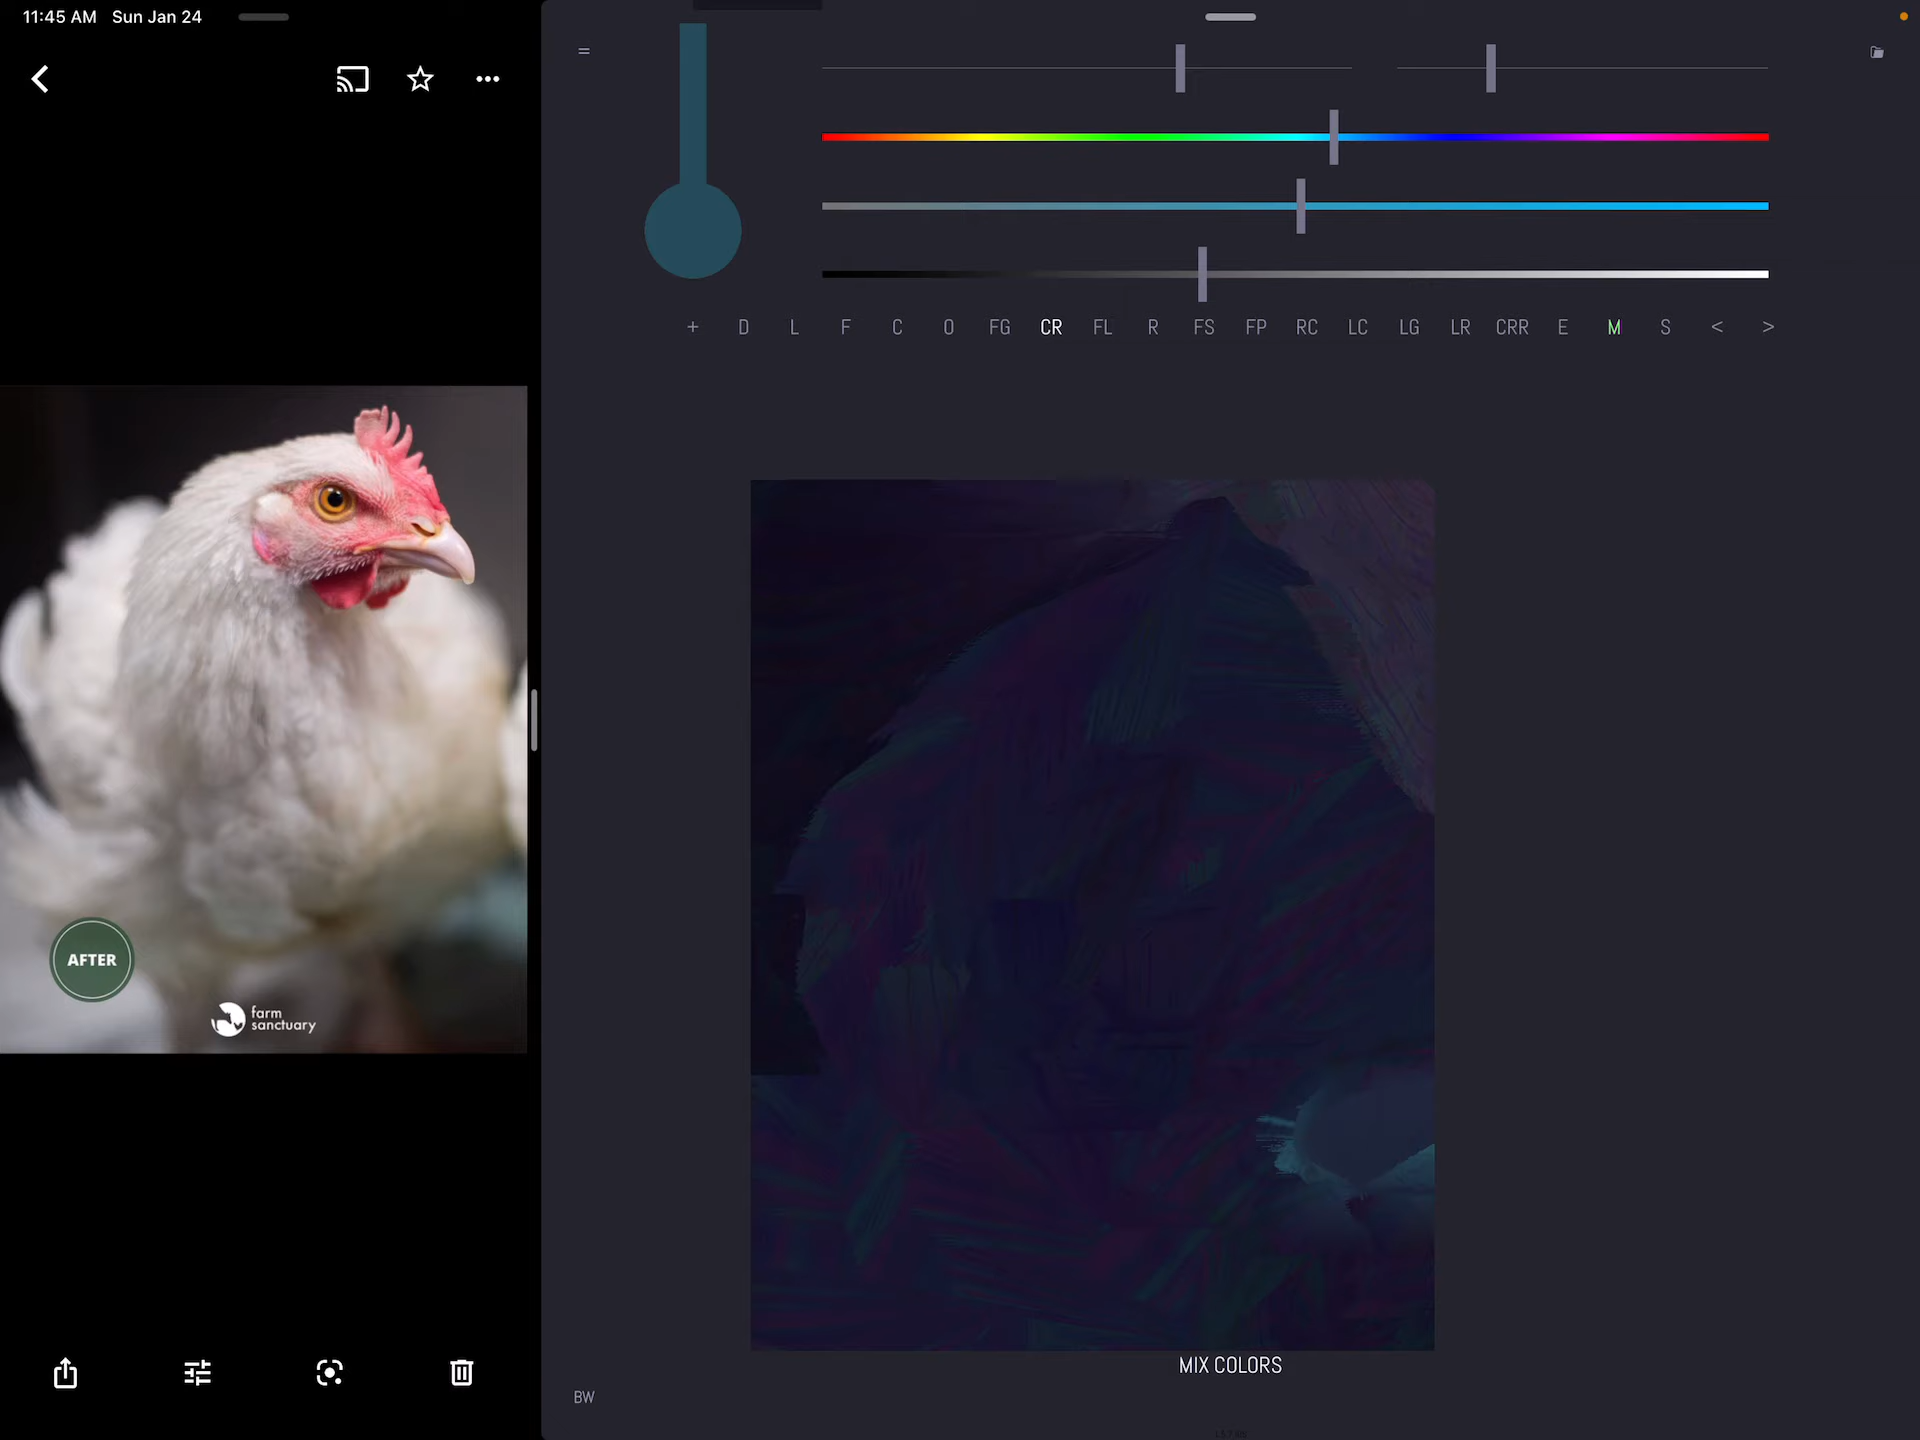 11:45 AM Sun Jan 24
+ D L F C O FG CR FL R FS FP RC LC LG LR CRR E M S < >
AFTER
farm
sanctuary
MIX COLORS
BW